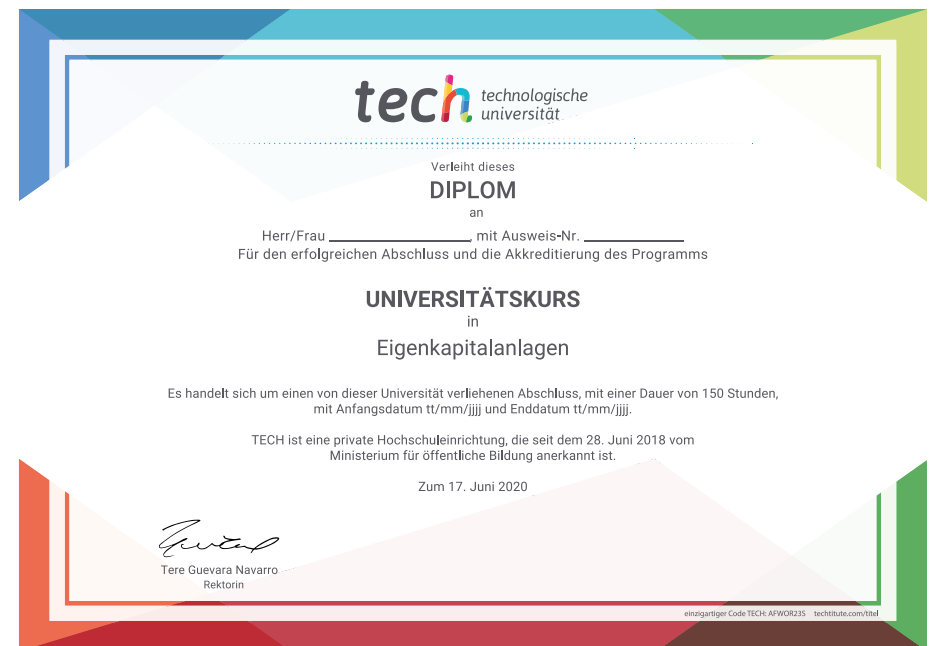 tech technologische
universität
Verleiht dieses
DIPLOM
an
Herr/Frau ____________________, mit Ausweis-Nr. ______________
Für den erfolgreichen Abschluss und die Akkreditierung des Programms
UNIVERSITÄTSKURS
in
Eigenkapitalanlagen
Es handelt sich um einen von dieser Universität verliehenen Abschluss, mit einer Dauer von 150 Stunden,
mit Anfangsdatum tt/mm/jjjj und Enddatum tt/mm/jjjj.
TECH ist eine private Hochschuleinrichtung, die seit dem 28. Juni 2018 vom
Ministerium für öffentliche Bildung anerkannt ist.
Zum 17. Juni 2020
Tere Guevara Navarro
Rektorin
einzigartiger Code TECH: AFWOR23S techtitute.com/titel